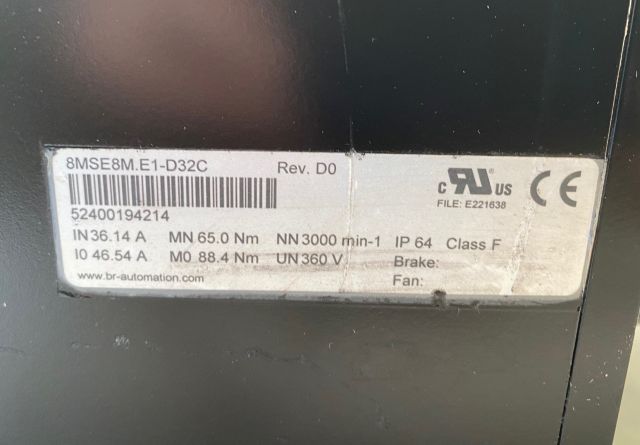 8MSE8M.E1-D32C Rev. D0
52400194214
c RU US CE
FILE: E221638
IN 36.14 A MN 65.0 Nm NN 3000 min-1 IP 64 Class F
I0 46.54 A M0 88.4 Nm UN 360 V Brake:
www.br-automation.com Fan: